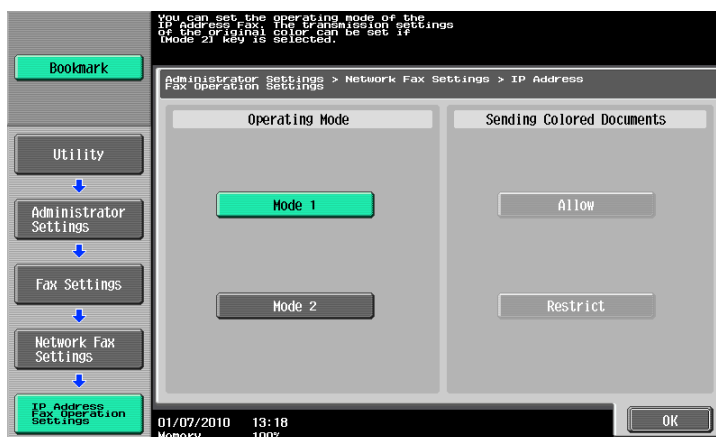 You can set the operating mode of the
IP Address Fax. The transmission settings
of the original color can be set if
[Mode 2] key is selected.
Bookmark
Administrator Settings > Network Fax Settings > IP Address
Fax Operation Settings
Operating Mode
Sending Colored Documents
Utility
Mode 1
Allow
Administrator
Settings
Fax Settings
Mode 2
Restrict
Network Fax
Settings
IP Address
Fax Operation
Settings
01/07/2010 13:18
Memory 100%
OK